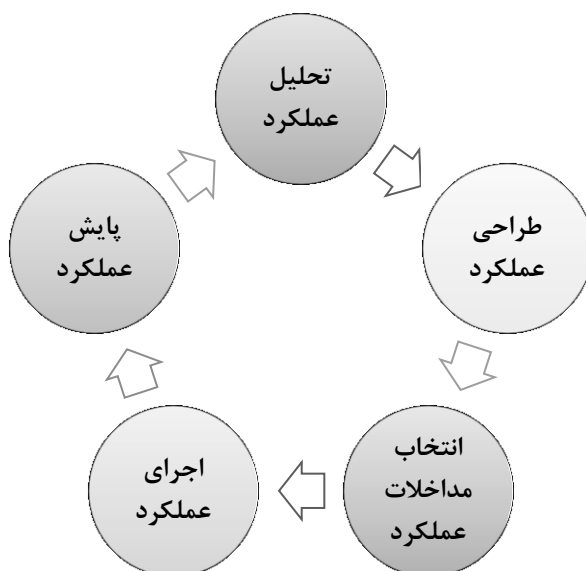 تحلیل
عملکرد
طراحی
عملکرد
انتخاب
مداخلات
عملکرد
اجرای
عملکرد
پایش
عملکرد